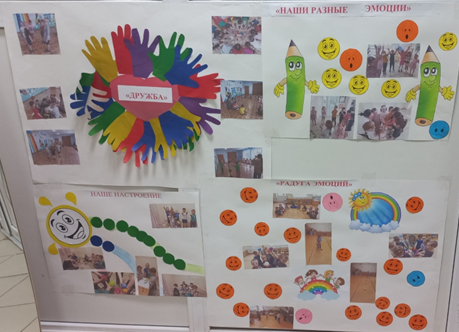 «НАШИ РАЗНЫЕ ЭМОЦИИ»
«ДРУЖБА»
НАШЕ НАСТРОЕНИЕ
«РАДУГА ЭМОЦИЙ»